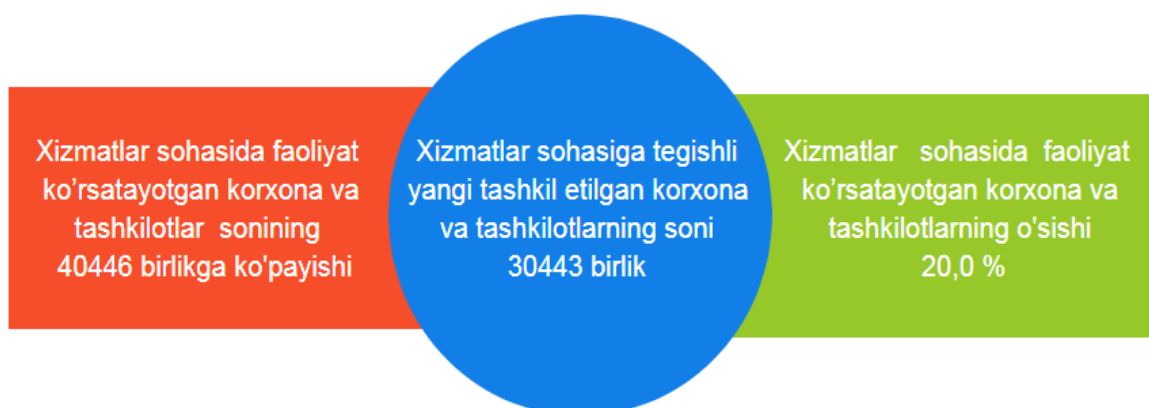 Xizmatlar sohasida faoliyat
ko’rsatayotgan korxona va
tashkilotlar sonining
40446 birlikga ko'payishi
Xizmatlar sohasiga tegishli
yangi tashkil etilgan korxona
va tashkilotlarning soni
30443 birlik
Xizmatlar sohasida faoliyat
ko’rsatayotgan korxona va
tashkilotlarning o'sishi
20,0 %